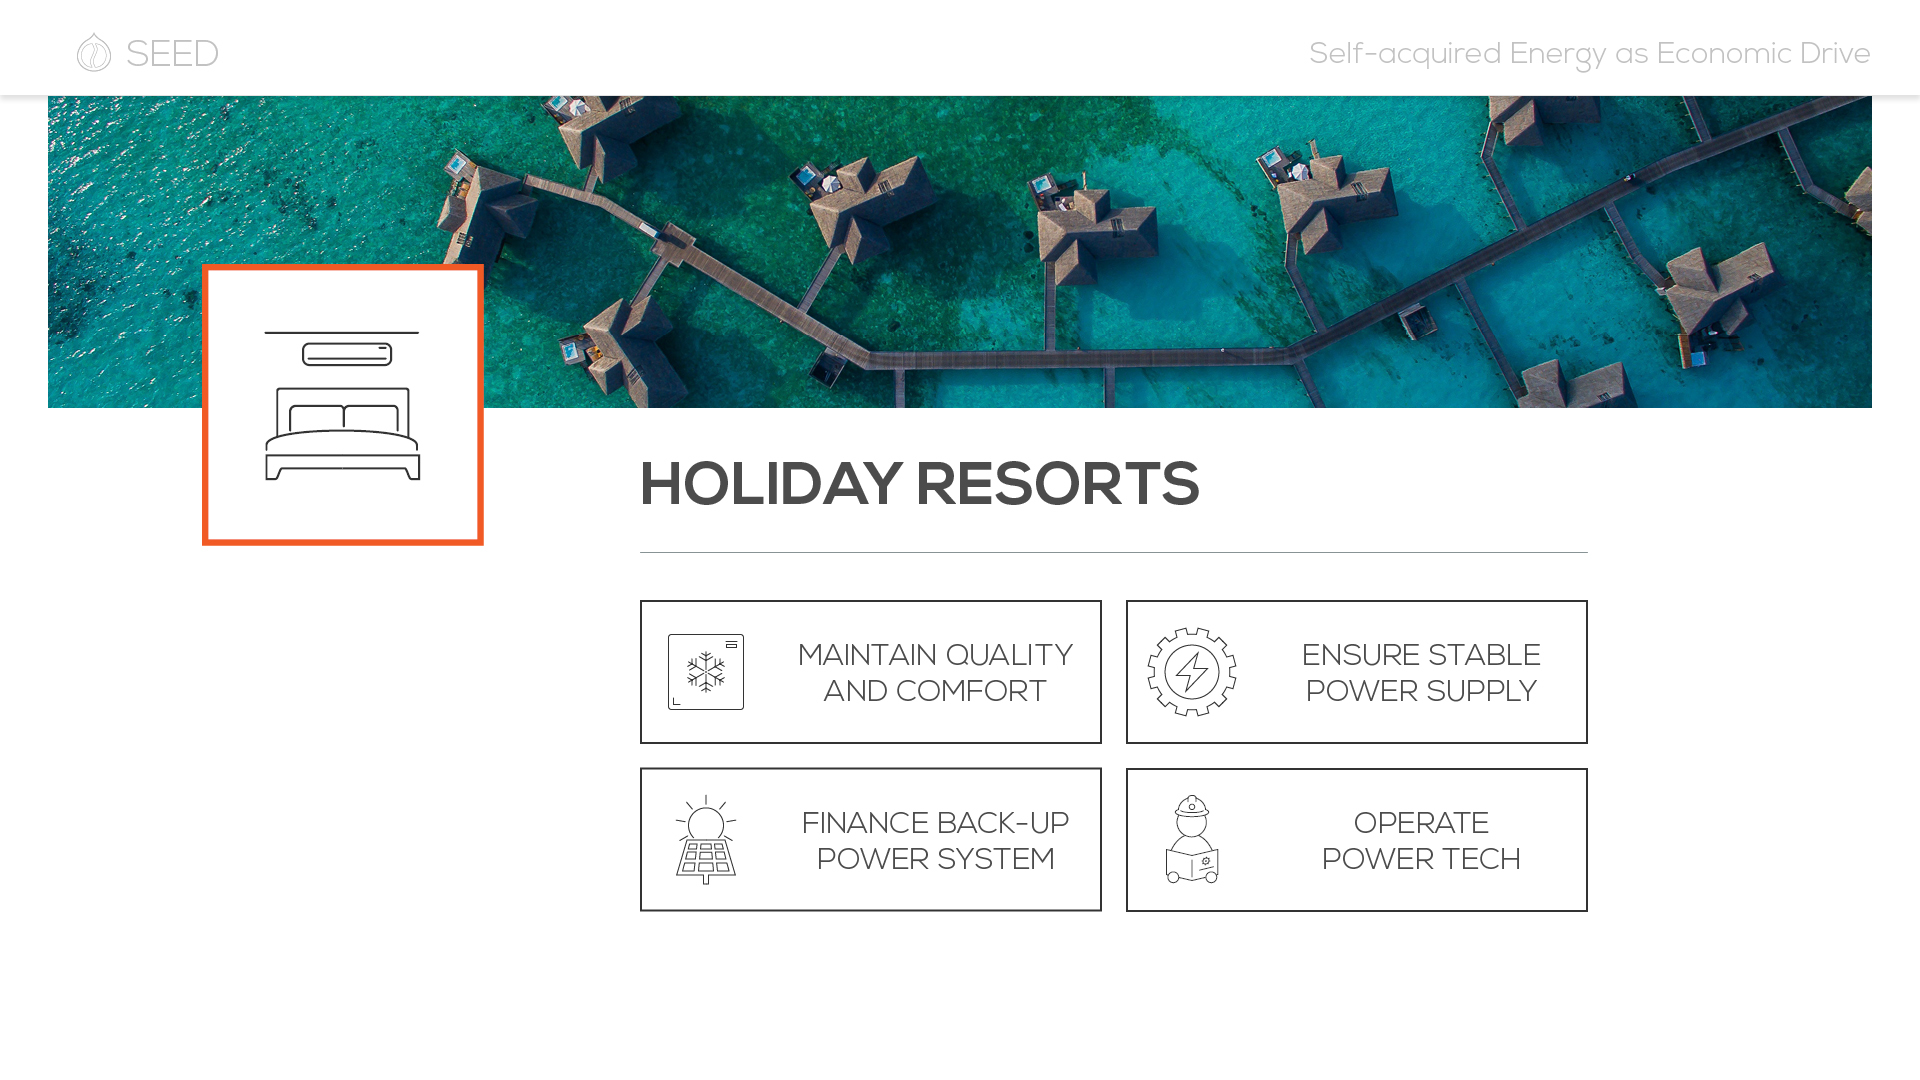 SEED
Self-acquired Energy as Economic Drive
HOLIDAY RESORTS
MAINTAIN QUALITY
AND COMFORT
ENSURE STABLE
POWER SUPPLY
FINANCE BACK-UP
POWER SYSTEM
OPERATE
POWER TECH